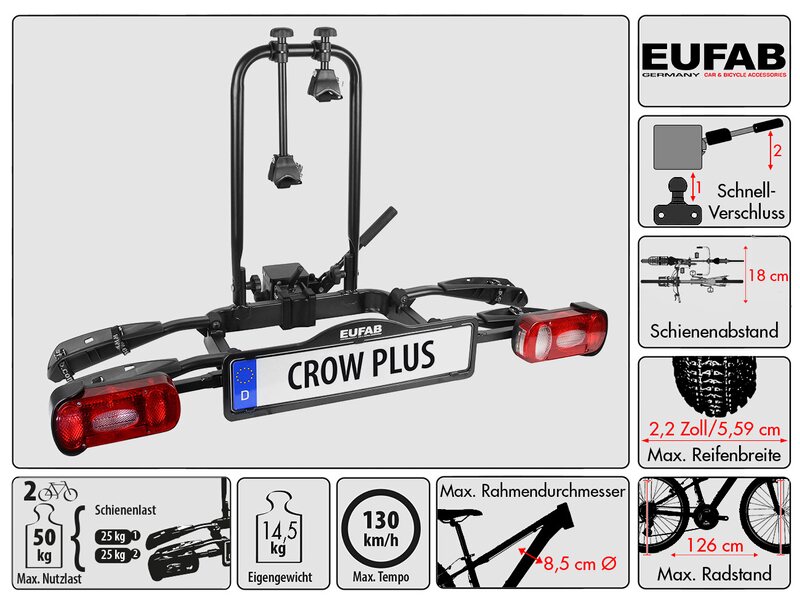 EUFAB
CROW PLUS
D
EUFAB
GERMANY CAR & BICYCLE ACCESSORIES
2
1
Schnell-
Verschluss
18 cm
Schienenabstand
2,2 Zoll/5,59 cm
Max. Reifenbreite
2
50
kg
Max. Nutzlast
Schienenlast
25 kg 1
25 kg 2
14,5
kg
Eigengewicht
130
km/h
Max. Tempo
Max. Rahmendurchmesser
8,5 cm Ø
126 cm
Max. Radstand